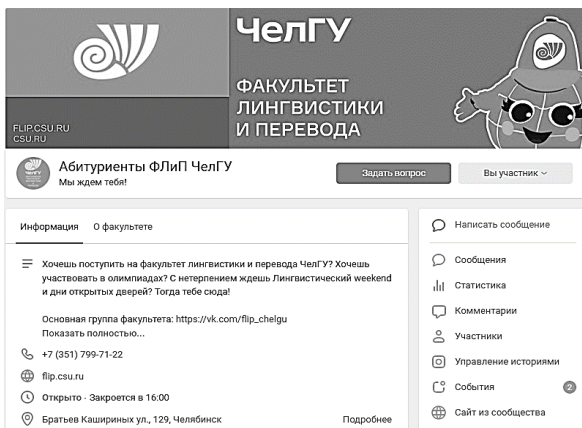 ЧелГУ
ФАКУЛЬТЕТ
ЛИНГВИСТИКИ
И ПЕРЕВОДА
FLIP.CSU.RU
CSU.RU
ЧелГУ
Абитуриенты ФЛиП ЧелГУ
Мы ждем тебя!
Задать вопрос
Вы участник
Информация О факультете
Хочешь поступить на факультет лингвистики и перевода ЧелГУ? Хочешь
участвовать в олимпиадах? С нетерпением ждешь Лингвистический weekend
и дни открытых дверей? Тогда тебе сюда!
Основная группа факультета: https://vk.com/flip_chelgu
Показать полностью...
+7 (351) 799-71-22
flip.csu.ru
Открыто · Закроется в 16:00
Братьев Кашириных ул., 129, Челябинск Подробнее
Написать сообщение
Сообщения
Статистика
Комментарии
Участники
Управление историями
События 2
Сайт из сообщества